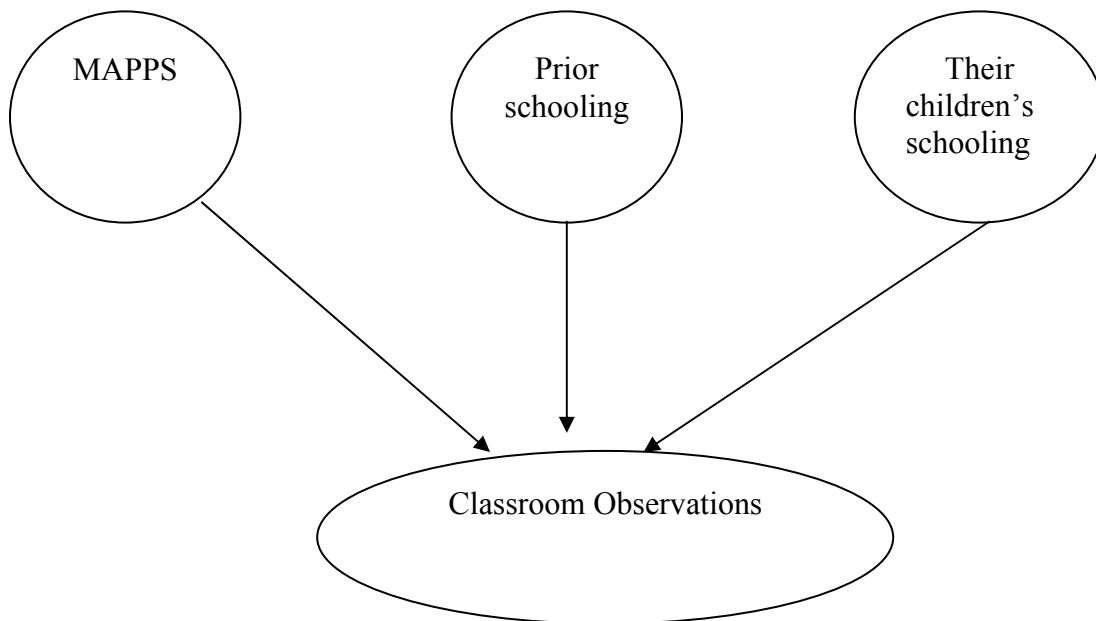 MAPPS
Prior
schooling
Their
children’s
schooling
Classroom Observations